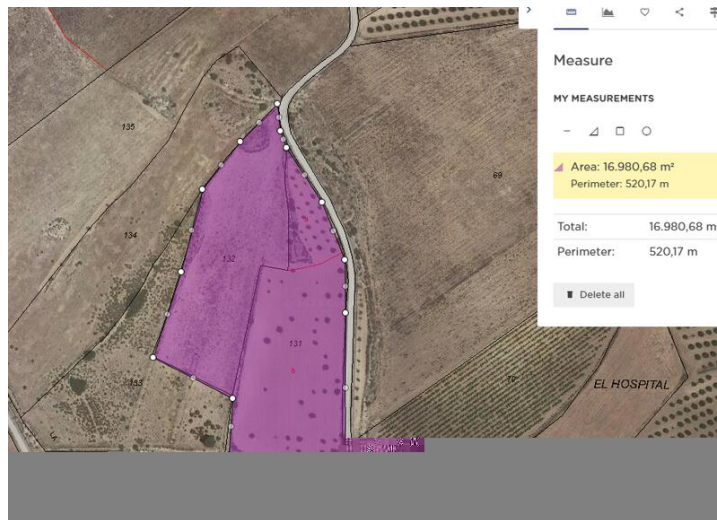 Measure
MY MEASUREMENTS
Area: 16.980,68 m²
Perimeter: 520,17 m
Total: 16.980,68 m
Perimeter: 520,17 m
Delete all
135
69
134
132
131
133
EL HOSPITAL